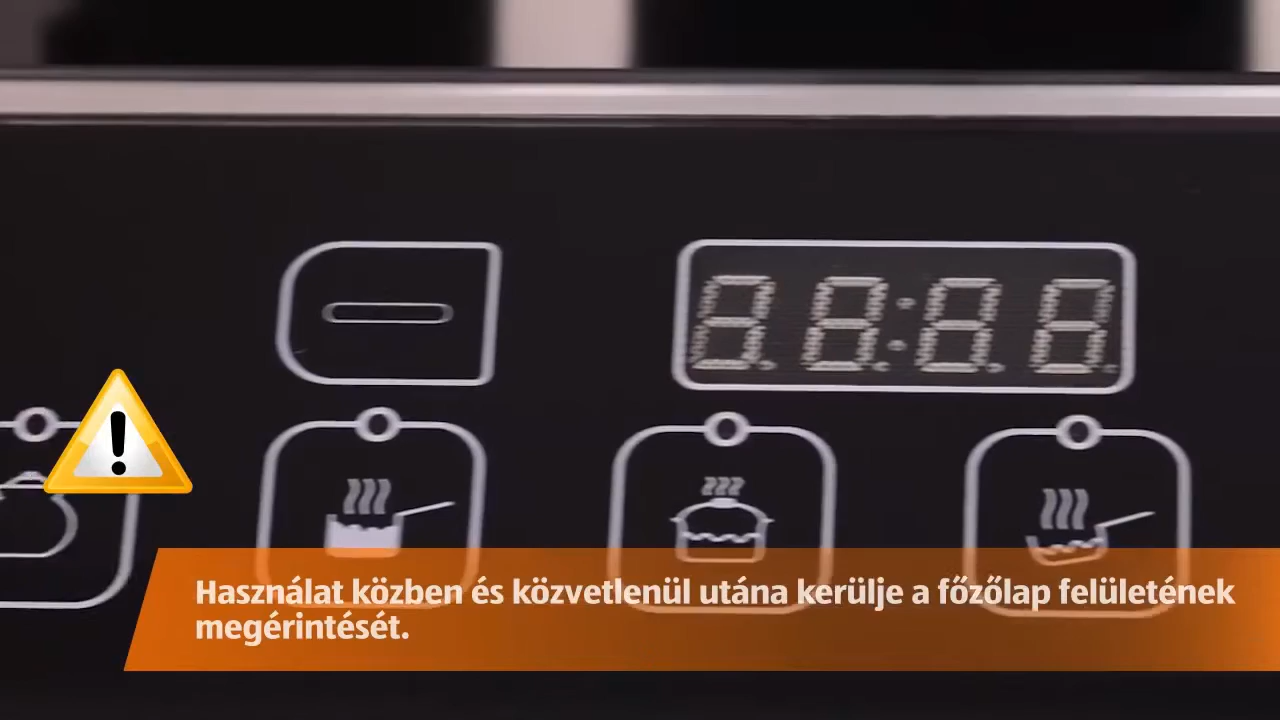 Használat közben és közvetlenül utána kerülje a főzőlap felületének
megérintését.